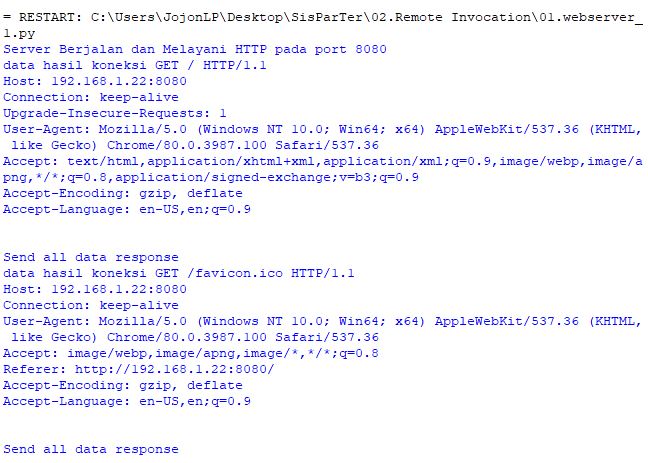 = RESTART: C:\Users\JojonLP\Desktop\SisParTer\02.Remote Invocation\01.webserver_
1.py
Server Berjalan dan Melayani HTTP pada port 8080
data hasil koneksi GET / HTTP/1.1
Host: 192.168.1.22:8080
Connection: keep-alive
Upgrade-Insecure-Requests: 1
User-Agent: Mozilla/5.0 (Windows NT 10.0; Win64; x64) AppleWebKit/537.36 (KHTML,
 like Gecko) Chrome/80.0.3987.100 Safari/537.36
Accept: text/html,application/xhtml+xml,application/xml;q=0.9,image/webp,image/a
png,*/*;q=0.8,application/signed-exchange;v=b3;q=0.9
Accept-Encoding: gzip, deflate
Accept-Language: en-US,en;q=0.9
Send all data response
data hasil koneksi GET /favicon.ico HTTP/1.1
Host: 192.168.1.22:8080
Connection: keep-alive
User-Agent: Mozilla/5.0 (Windows NT 10.0; Win64; x64) AppleWebKit/537.36 (KHTML,
 like Gecko) Chrome/80.0.3987.100 Safari/537.36
Accept: image/webp,image/apng,image/*,*/*;q=0.8
Referer: http://192.168.1.22:8080/
Accept-Encoding: gzip, deflate
Accept-Language: en-US,en;q=0.9
Send all data response